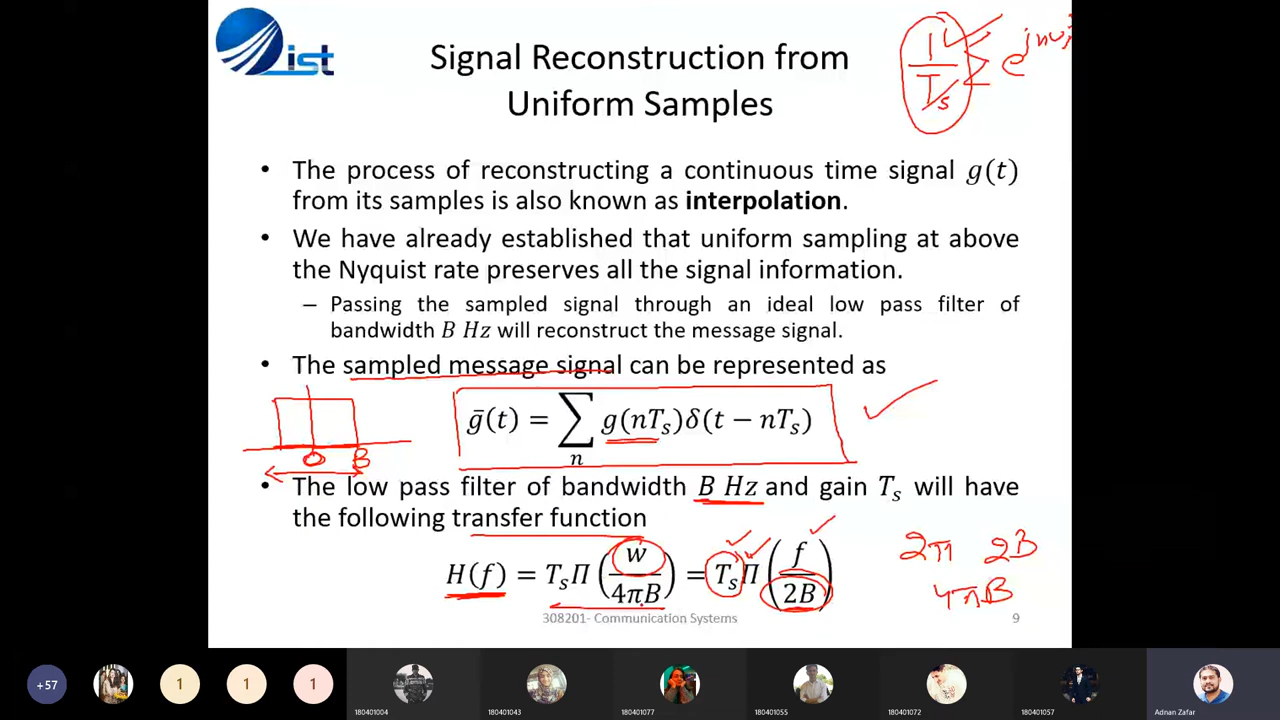 ist
Signal Reconstruction from
Uniform Samples
1/Ts Σ e^jnω
• The process of reconstructing a continuous time signal g(t)
from its samples is also known as interpolation.
• We have already established that uniform sampling at above
the Nyquist rate preserves all the signal information.
– Passing the sampled signal through an ideal low pass filter of
bandwidth B Hz will reconstruct the message signal.
• The sampled message signal can be represented as
ḡ(t) = ∑ₙ g(nTₛ)δ(t − nTₛ)
0 B
• The low pass filter of bandwidth B Hz and gain Tₛ will have
the following transfer function
H(f) = TₛΠ(w/4πB) = TₛΠ(f/2B)
2π 2B
4πB
308201- Communication Systems
9
+57
1
1
1
180401004
180401043
180401077
180401055
180401072
180401057
Adnan Zafar